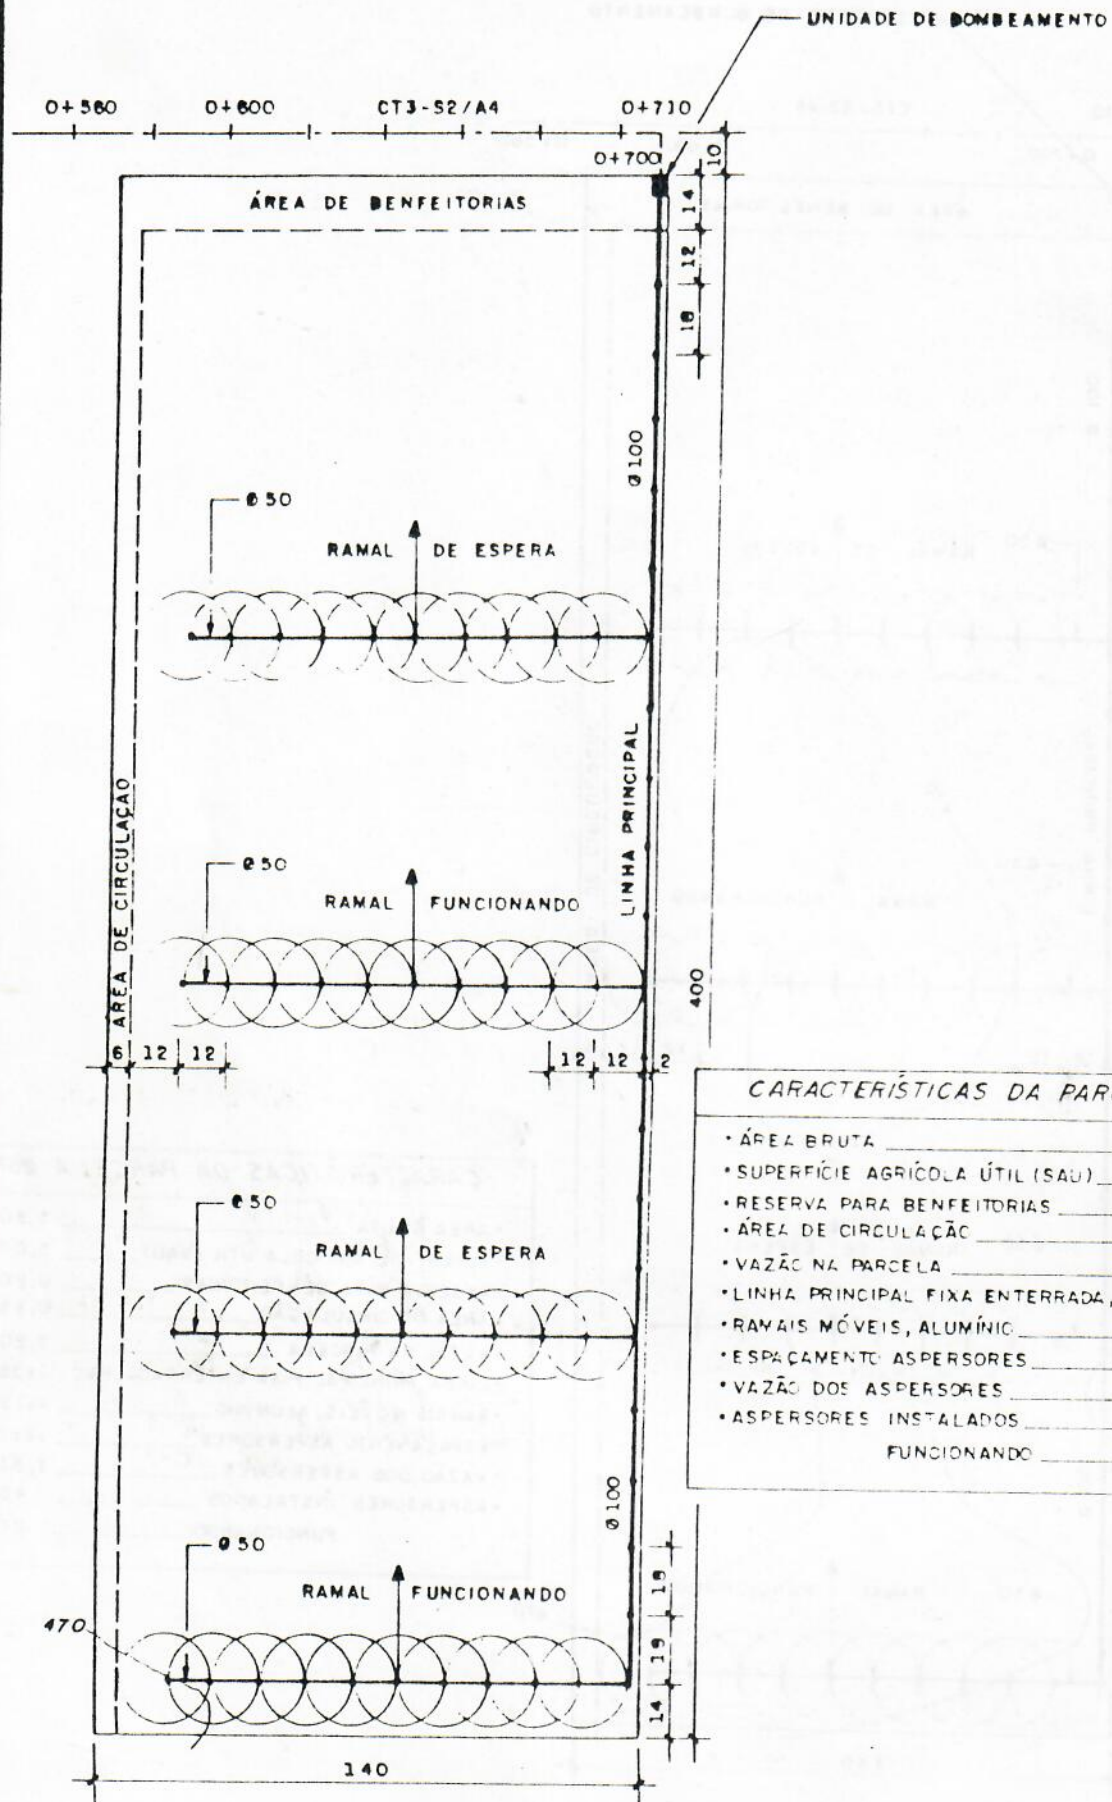 UNIDADE DE BOMBEAMENTO
0+560 0+600 CT3-S2/A4 0+710
0+700
10
ÁREA DE BENFEITORIAS
14
12
18
Ø100
Ø50
RAMAL DE ESPERA
LINHA PRINCIPAL
ÁREA DE CIRCULAÇAO
Ø50
RAMAL FUNCIONANDO
400
6 12 12 12 12 2
CARACTERÍSTICAS DA PAR
• ÁREA BRUTA
• SUPERFÍCIE AGRÍCOLA ÚTIL (SAU)
• RESERVA PARA BENFEITORIAS
• ÁREA DE CIRCULAÇÃO
• VAZÃO NA PARCELA
• LINHA PRINCIPAL FIXA ENTERRADA,
• RAMAIS MÓVEIS, ALUMÍNIO
• ESPAÇAMENTO ASPERSORES
• VAZÃO DOS ASPERSORES
• ASPERSORES INSTALADOS
FUNCIONANDO
Ø50
RAMAL DE ESPERA
Ø100
Ø50
RAMAL FUNCIONANDO
18
470
14
140